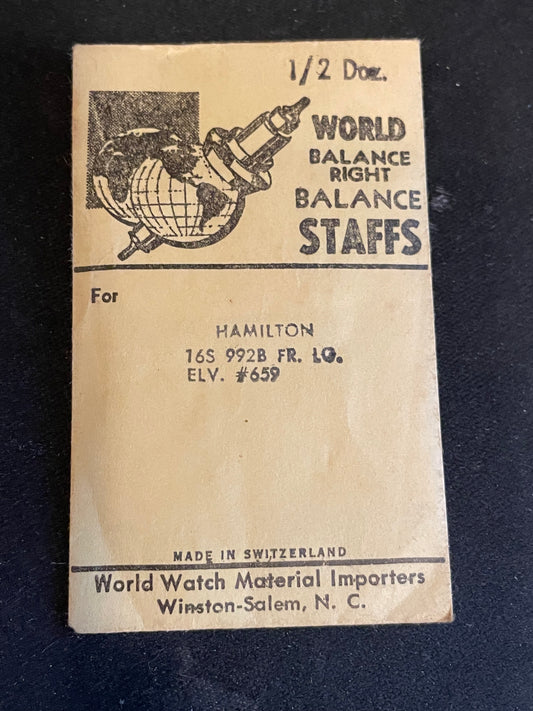 1/2 Doz.
WORLD
BALANCE
RIGHT
BALANCE
STAFFS
For
HAMILTON
16S 992B FR. LG.
ELV. #659
MADE IN SWITZERLAND
World Watch Material Importers
Winston-Salem, N. C.